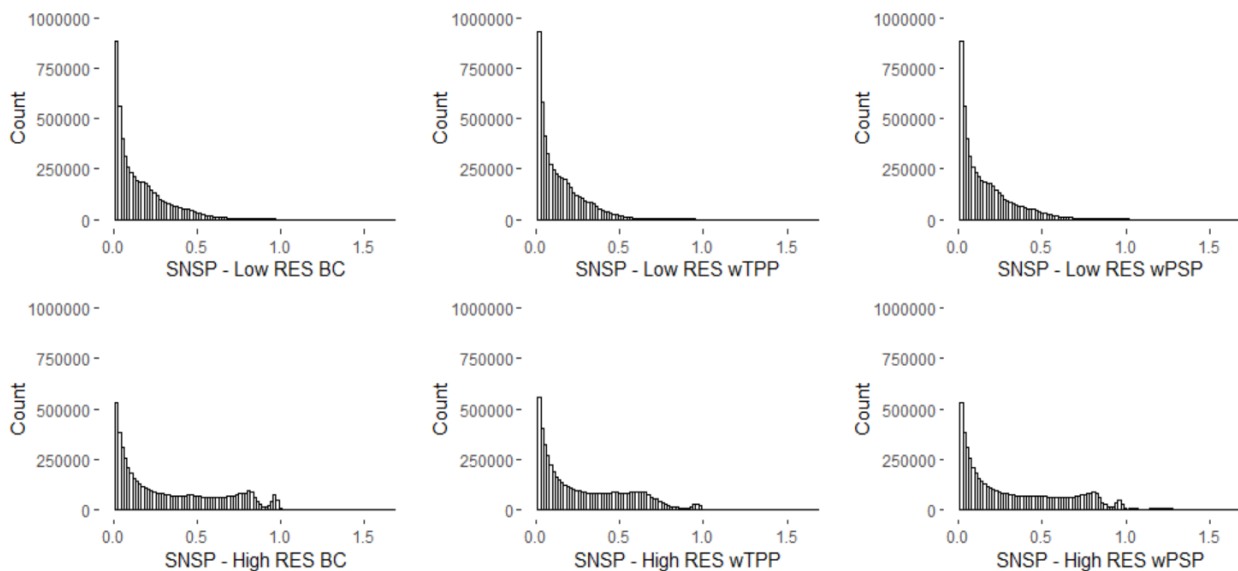 1000000
750000
500000
250000
0
Count
0.0 0.5 1.0 1.5
SNSP - Low RES BC
1000000
750000
500000
250000
0
Count
0.0 0.5 1.0 1.5
SNSP - Low RES wTPP
1000000
750000
500000
250000
0
Count
0.0 0.5 1.0 1.5
SNSP - Low RES wPSP
1000000
750000
500000
250000
0
Count
0.0 0.5 1.0 1.5
SNSP - High RES BC
1000000
750000
500000
250000
0
Count
0.0 0.5 1.0 1.5
SNSP - High RES wTPP
1000000
750000
500000
250000
0
Count
0.0 0.5 1.0 1.5
SNSP - High RES wPSP